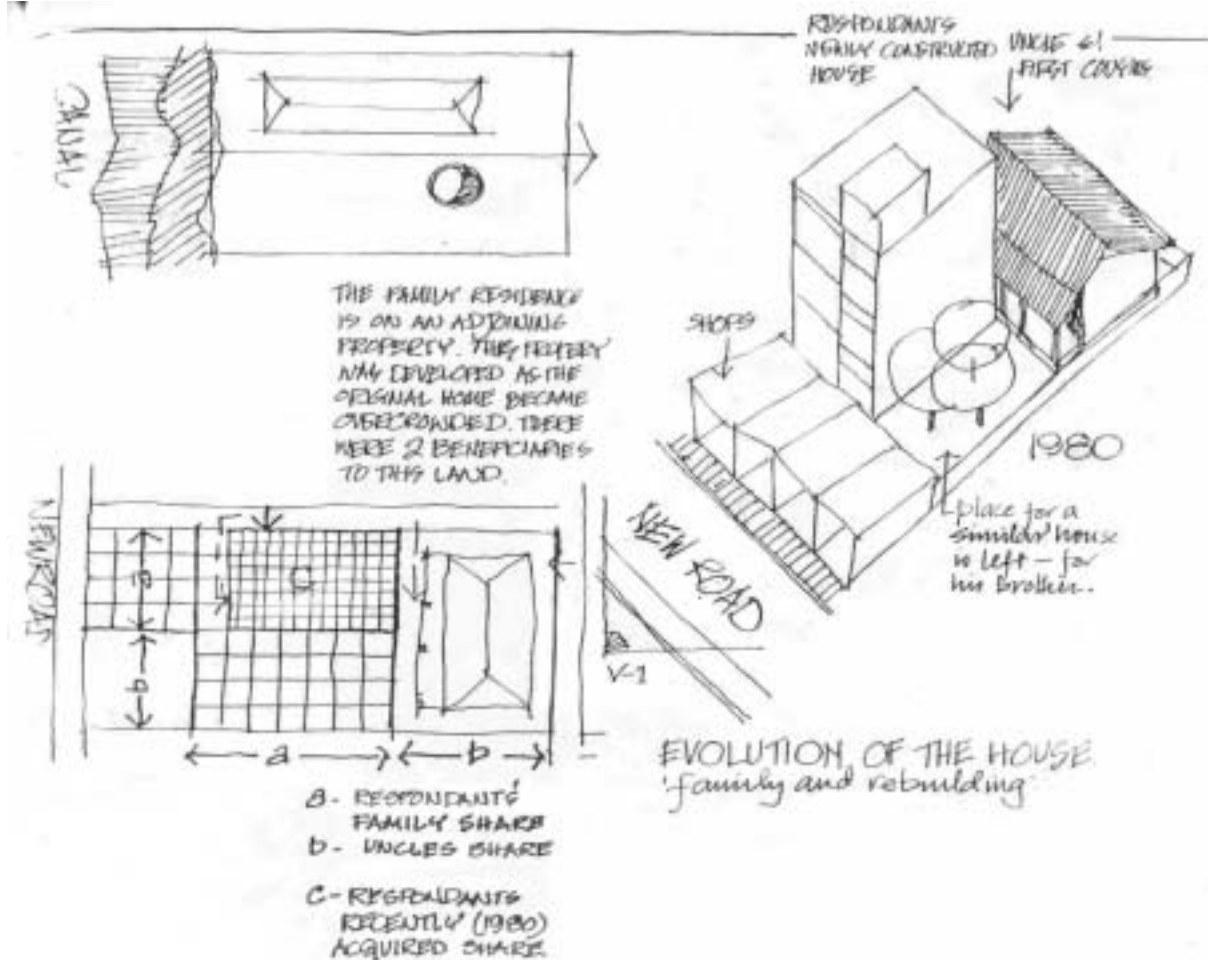 RESPONDANTS
NEWLY CONSTRUCTED
HOUSE
UNCLE &
FIRST COUSINS
CANAL
THE FAMILY RESIDENCE
IS ON AN ADJOINING
PROPERTY. THIS PROPERY
WAS DEVELOPED AS THE
ORIGINAL HOME BECAME
OVERCROWDED. THERE
WERE 2 BENEFICIARIES
TO THIS LAND.
SHOPS
1980
place for a
similar house
is left – for
his brother.
NEW ROAD
NEW ROAD
V-1
a
b
C
a
b
EVOLUTION OF THE HOUSE
'family and rebuilding'
a - RESPONDANTS'
FAMILY SHARE
b - UNCLES SHARE
C - RESPONDANTS
RECENTLY (1980)
ACQUIRED SHARE